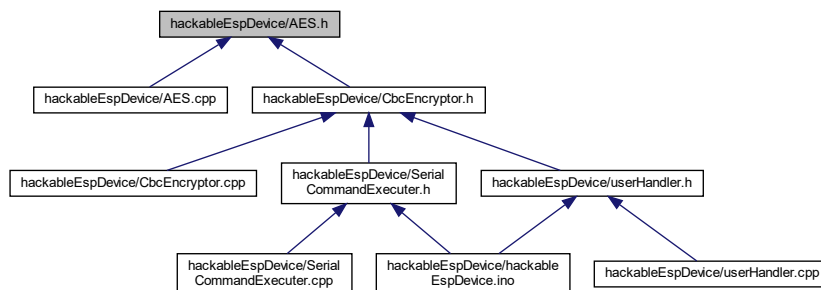 hackableEspDevice/AES.h
hackableEspDevice/AES.cpp
hackableEspDevice/CbcEncryptor.h
hackableEspDevice/CbcEncryptor.cpp
hackableEspDevice/Serial
CommandExecuter.h
hackableEspDevice/userHandler.h
hackableEspDevice/Serial
CommandExecuter.cpp
hackableEspDevice/hackable
EspDevice.ino
hackableEspDevice/userHandler.cpp